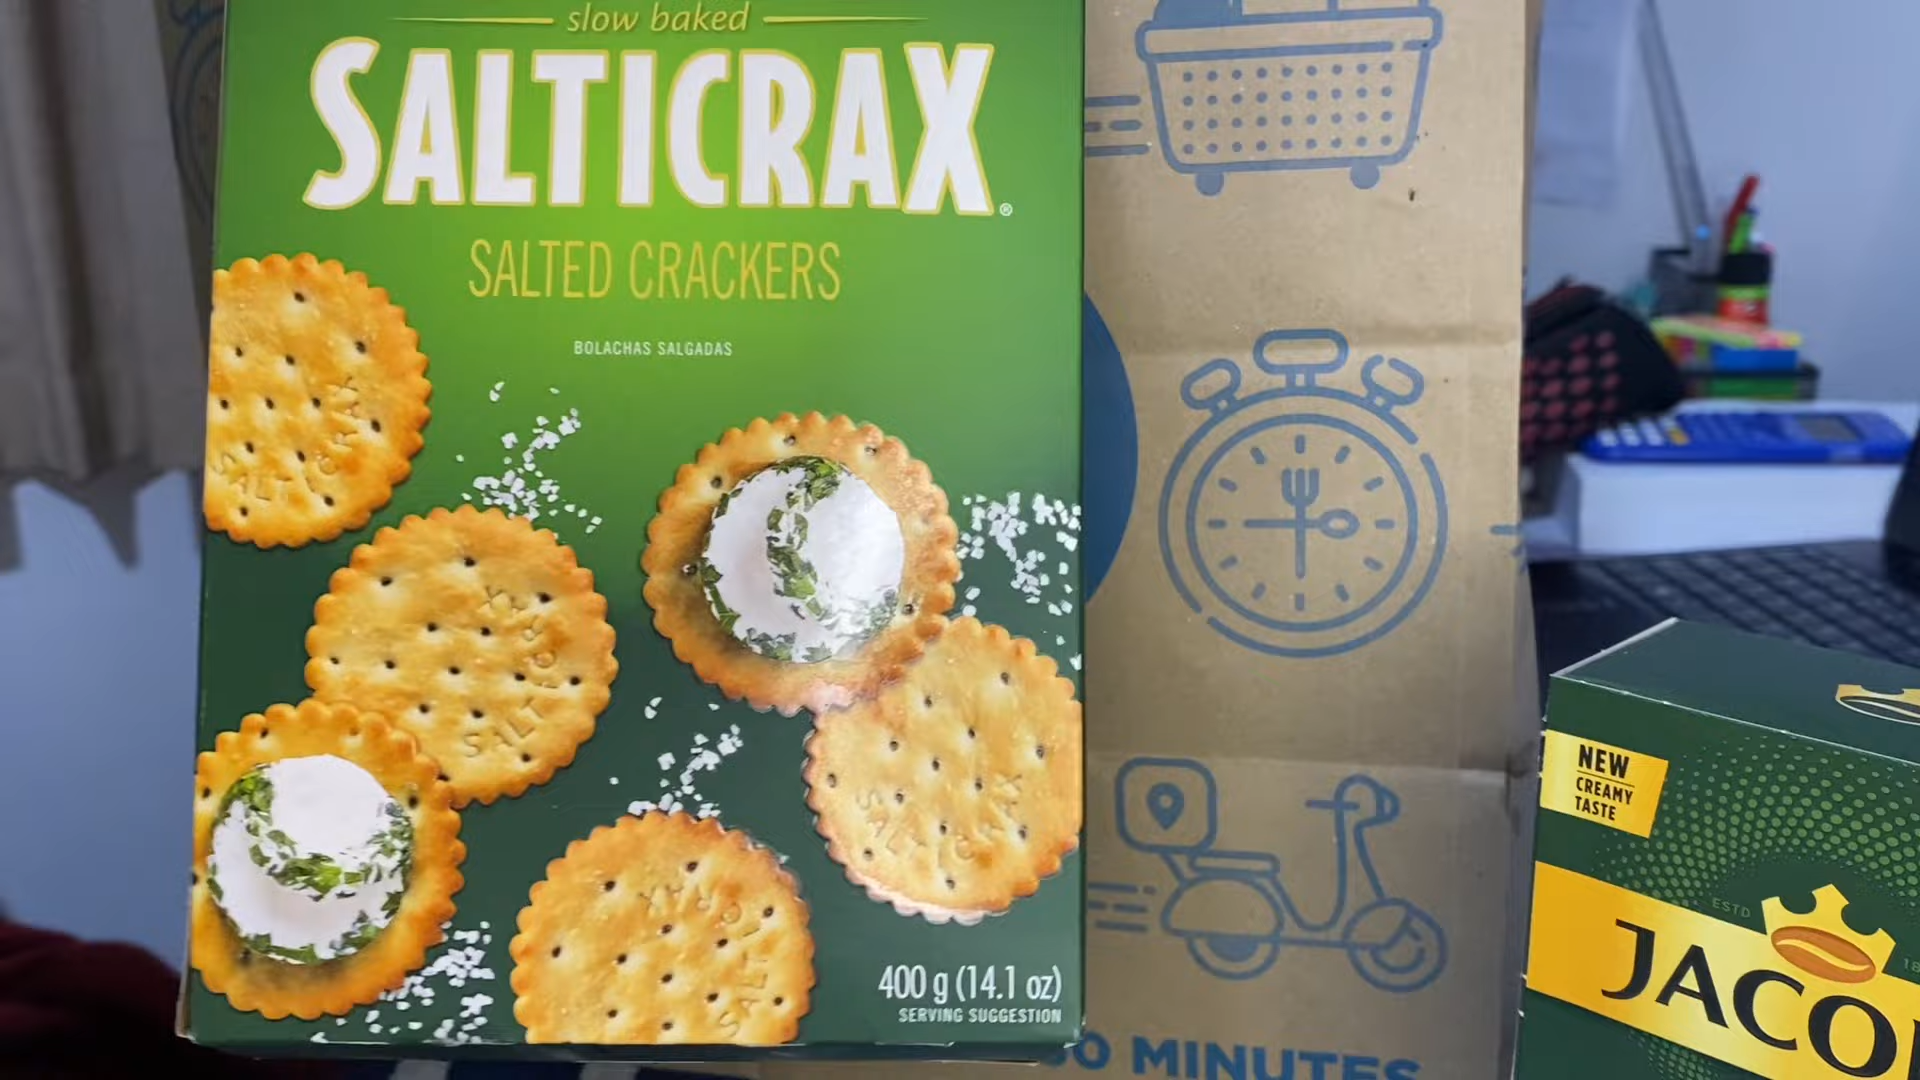 slow baked
SALTICRAX®
SALTED CRACKERS
BOLACHAS SALGADAS
400 g (14.1 oz)
SERVING SUGGESTION
MINUTES
NEW
CREAMY
TASTE
ESTD
JACO